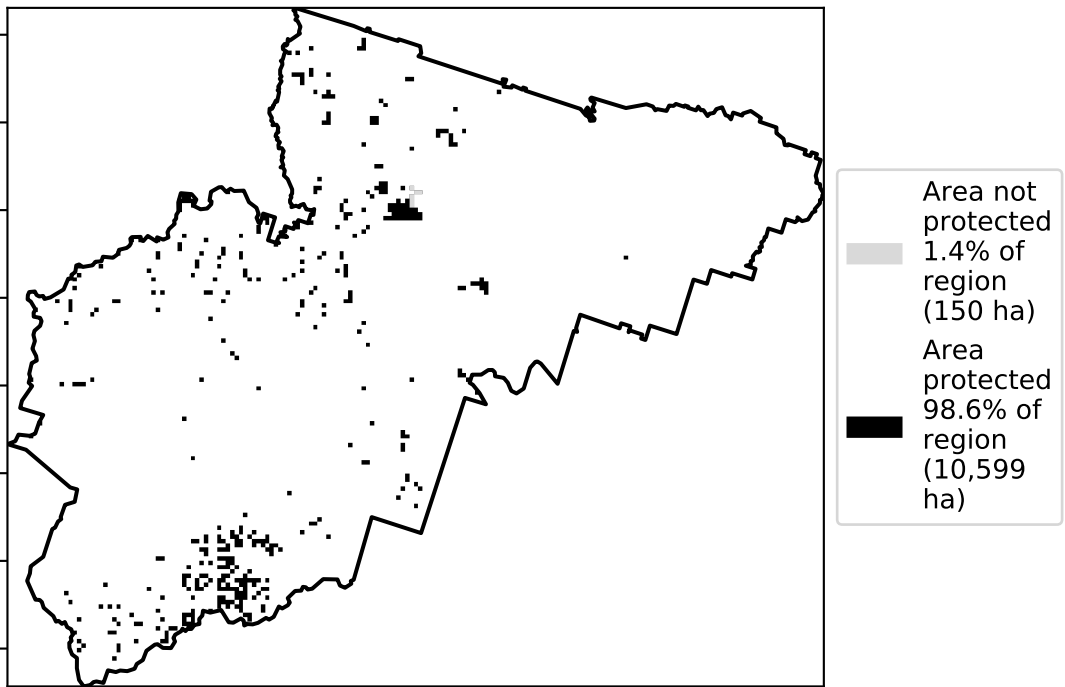 Area not
protected
1.4% of
region
(150 ha)
Area
protected
98.6% of
region
(10,599
ha)